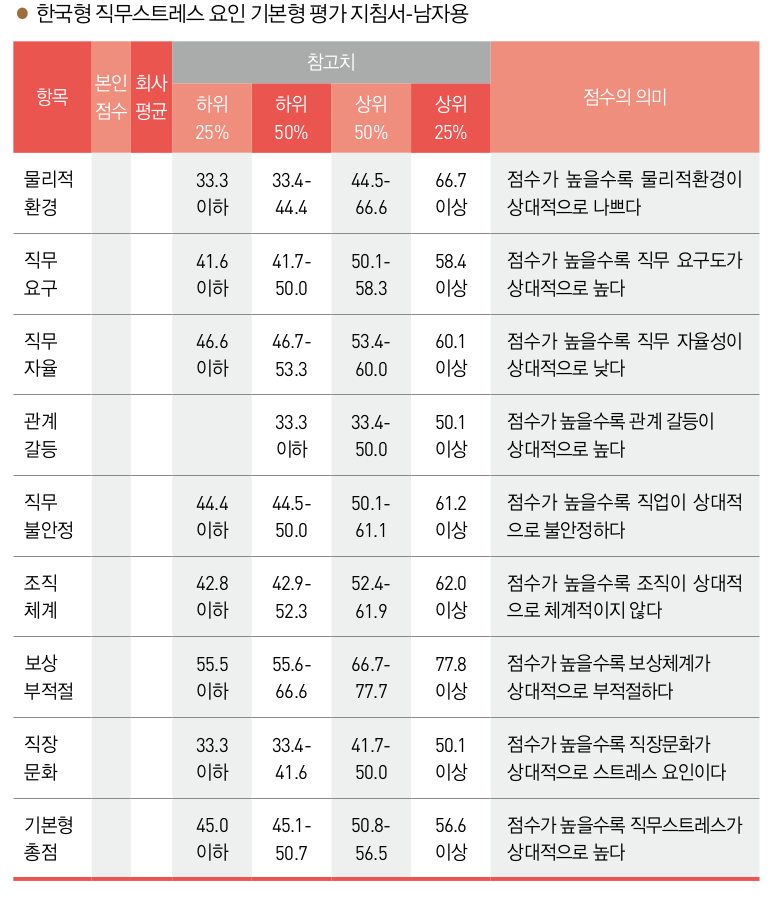 ● 한국형 직무스트레스 요인 기본형 평가 지침서-남자용
항목 본인 점수 회사 평균 참고치 점수의 의미
하위 25% 하위 50% 상위 50% 상위 25%
물리적 환경 33.3 이하 33.4-44.4 44.5-66.6 66.7 이상 점수가 높을수록 물리적환경이 상대적으로 나쁘다
직무 요구 41.6 이하 41.7-50.0 50.1-58.3 58.4 이상 점수가 높을수록 직무 요구도가 상대적으로 높다
직무 자율 46.6 이하 46.7-53.3 53.4-60.0 60.1 이상 점수가 높을수록 직무 자율성이 상대적으로 낮다
관계 갈등 33.3 이하 33.4-50.0 50.1 이상 점수가 높을수록 관계 갈등이 상대적으로 높다
직무 불안정 44.4 이하 44.5-50.0 50.1-61.1 61.2 이상 점수가 높을수록 직업이 상대적으로 불안정하다
조직 체계 42.8 이하 42.9-52.3 52.4-61.9 62.0 이상 점수가 높을수록 조직이 상대적으로 체계적이지 않다
보상 부적절 55.5 이하 55.6-66.6 66.7-77.7 77.8 이상 점수가 높을수록 보상체계가 상대적으로 부적절하다
직장 문화 33.3 이하 33.4-41.6 41.7-50.0 50.1 이상 점수가 높을수록 직장문화가 상대적으로 스트레스 요인이다
기본형 총점 45.0 이하 45.1-50.7 50.8-56.5 56.6 이상 점수가 높을수록 직무스트레스가 상대적으로 높다